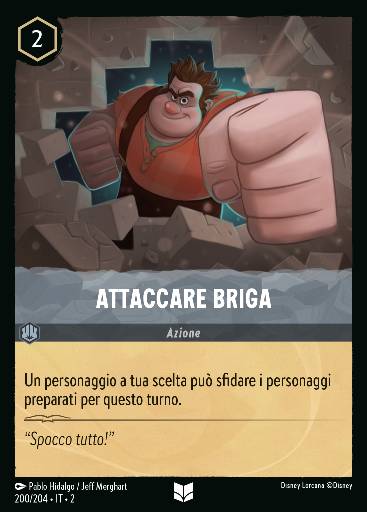 2
ATTACCARE BRIGA
Azione
Un personaggio a tua scelta può sfidare i personaggi
preparati per questo turno.
“Spacco tutto!”
Pablo Hidalgo / Jeff Merghart
Disney Lorcana ©Disney
200/204 • IT • 2